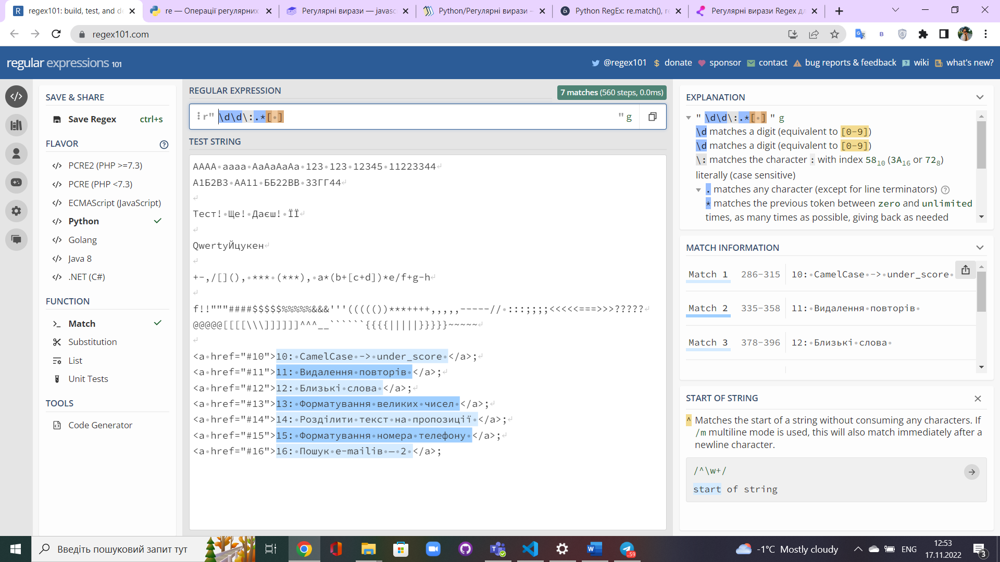 regex101: build, test, and de
re — Операції регулярних
Регулярні вирази — javasc
Python/Регулярні вирази –
Python RegEx: re.match(), re
Регулярні вирази Regex дл
regex101.com
regular expressions 101
@regex101
donate
sponsor
contact
bug reports & feedback
wiki
what's new?
SAVE & SHARE
Save Regex ctrl+s
FLAVOR
PCRE2 (PHP >=7.3)
PCRE (PHP <7.3)
ECMAScript (JavaScript)
Python
Golang
Java 8
.NET (C#)
FUNCTION
Match
Substitution
List
Unit Tests
TOOLS
Code Generator
REGULAR EXPRESSION
7 matches (560 steps, 0.0ms)
r" \d\d\:.*[ ] " g
TEST STRING
АААА аааа АаАаАаАа 123 123 12345 11223344
А1Б2В3 АА11 ББ22ВВ 33ГГ44
Тест! Ще! Даєш! ЇЇ
QwertyЙцукен
+-,/[](), *** (***), a*(b+[c+d])*e/f+g-h
f!!"""####$$$$$%%%%%&&&'''((((())***++++,,,,,-----// :::;;;;<<<<<===>>>?????
@@@@@[[[[\\\]]]]]]^^^__``````{{{{|||||}}}}}~~~~~
<a href="#10">10: CamelCase -> under_score </a>;
<a href="#11">11: Видалення повторів </a>;
<a href="#12">12: Близькі слова </a>;
<a href="#13">13: Форматування великих чисел </a>;
<a href="#14">14: Розділити текст на пропозиції </a>;
<a href="#15">15: Форматування номера телефону </a>;
<a href="#16">16: Пошук e-mailів — 2 </a>;
EXPLANATION
" \d\d\:.*[ ] " g
\d matches a digit (equivalent to [0-9])
\d matches a digit (equivalent to [0-9])
\: matches the character : with index 58₁₀ (3A₁₆ or 72₈)
literally (case sensitive)
. matches any character (except for line terminators)
* matches the previous token between zero and unlimited
times, as many times as possible, giving back as needed
MATCH INFORMATION
Match 1 286-315 10: CamelCase -> under_score
Match 2 335-358 11: Видалення повторів
Match 3 378-396 12: Близькі слова
START OF STRING
^ Matches the start of a string without consuming any characters. If
/m multiline mode is used, this will also match immediately after a
newline character.
/^\w+/
start of string
Введіть пошуковий запит тут
-1°C Mostly cloudy
ENG
12:53
17.11.2022
3
..59